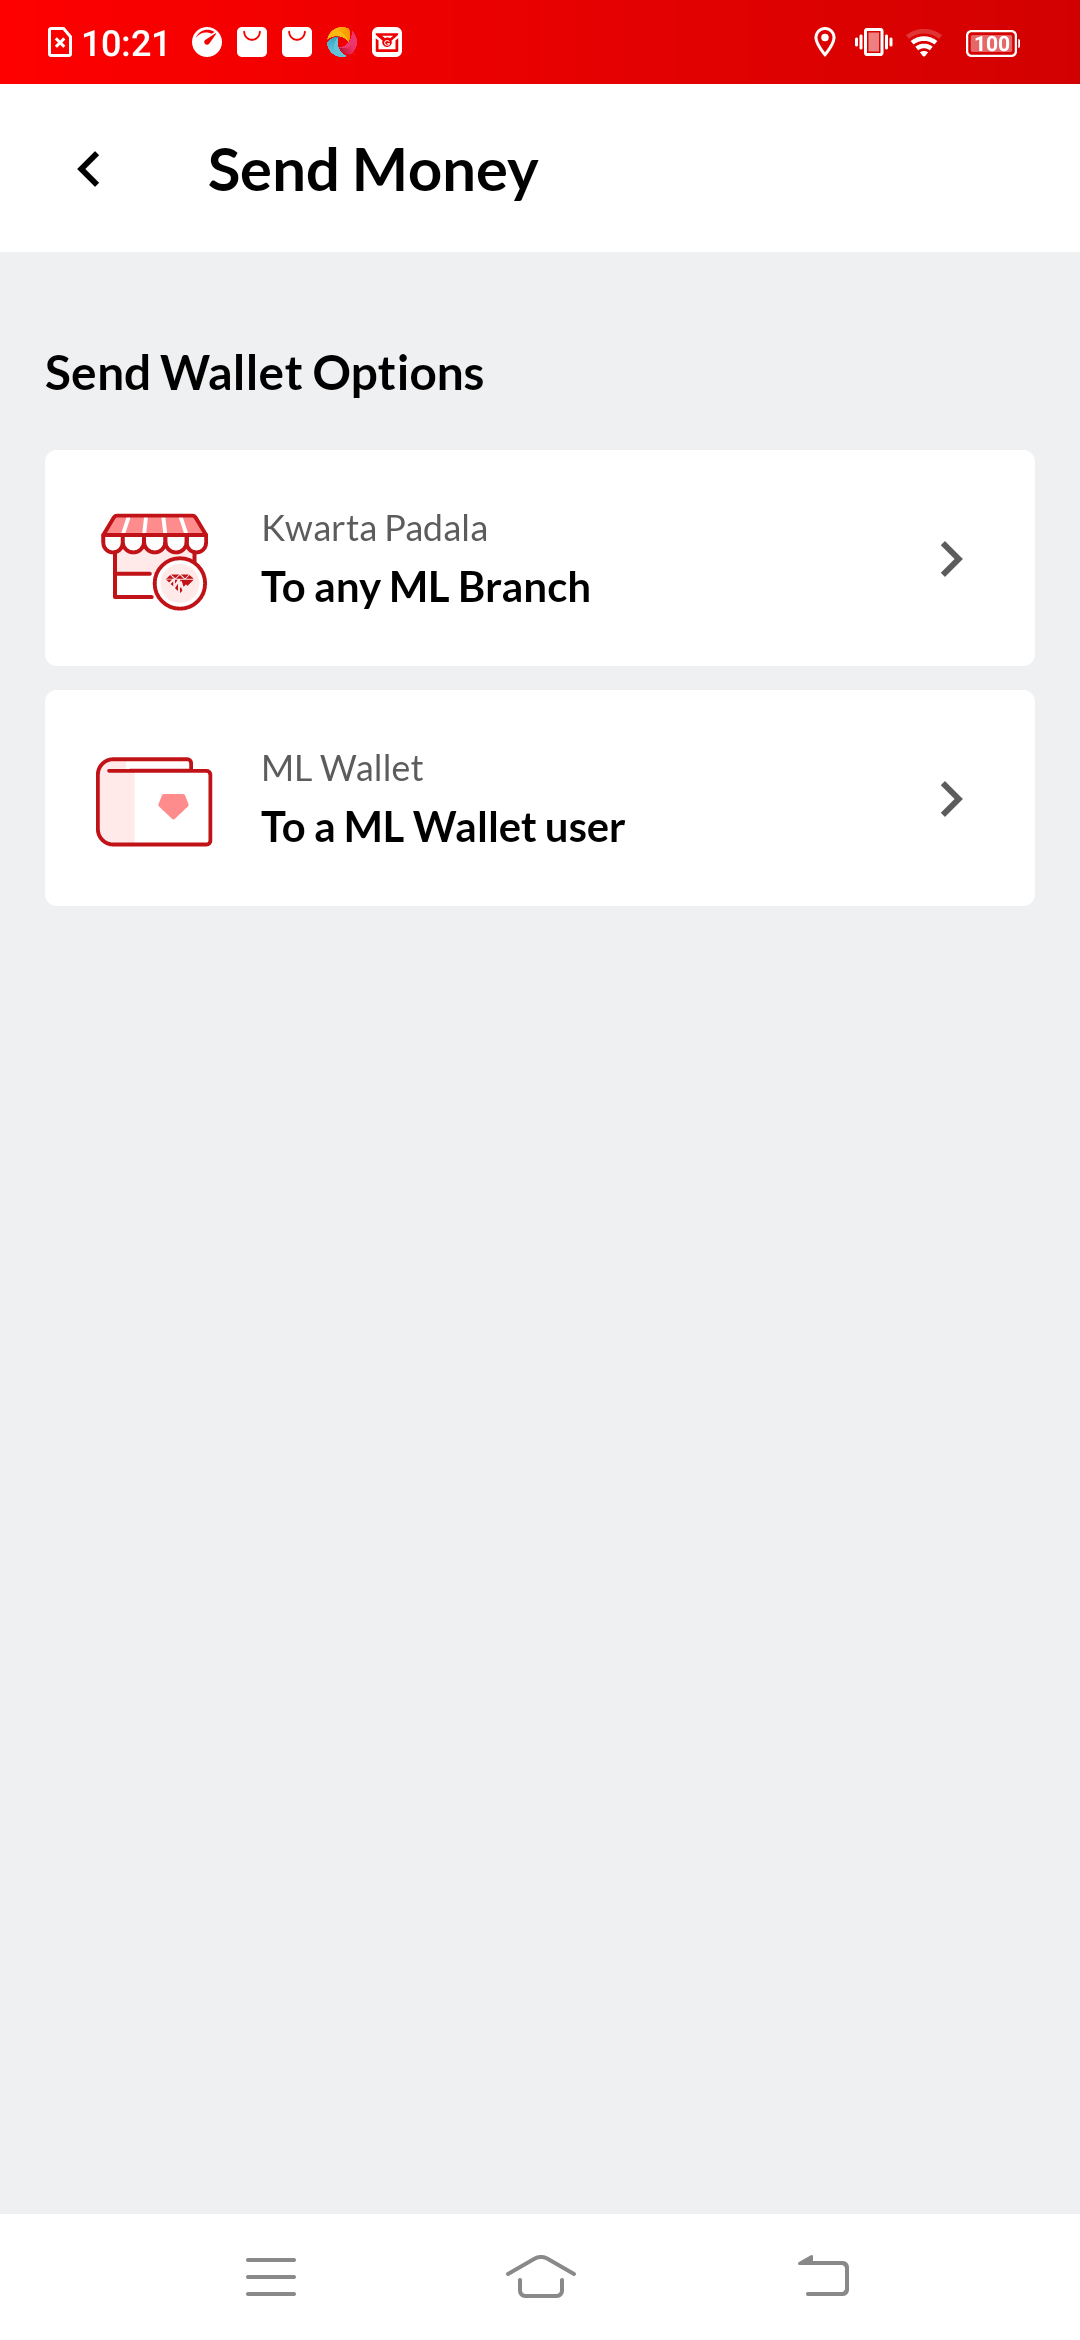 10:21
100
Send Money
Send Wallet Options
Kwarta Padala
To any ML Branch
ML Wallet
To a ML Wallet user